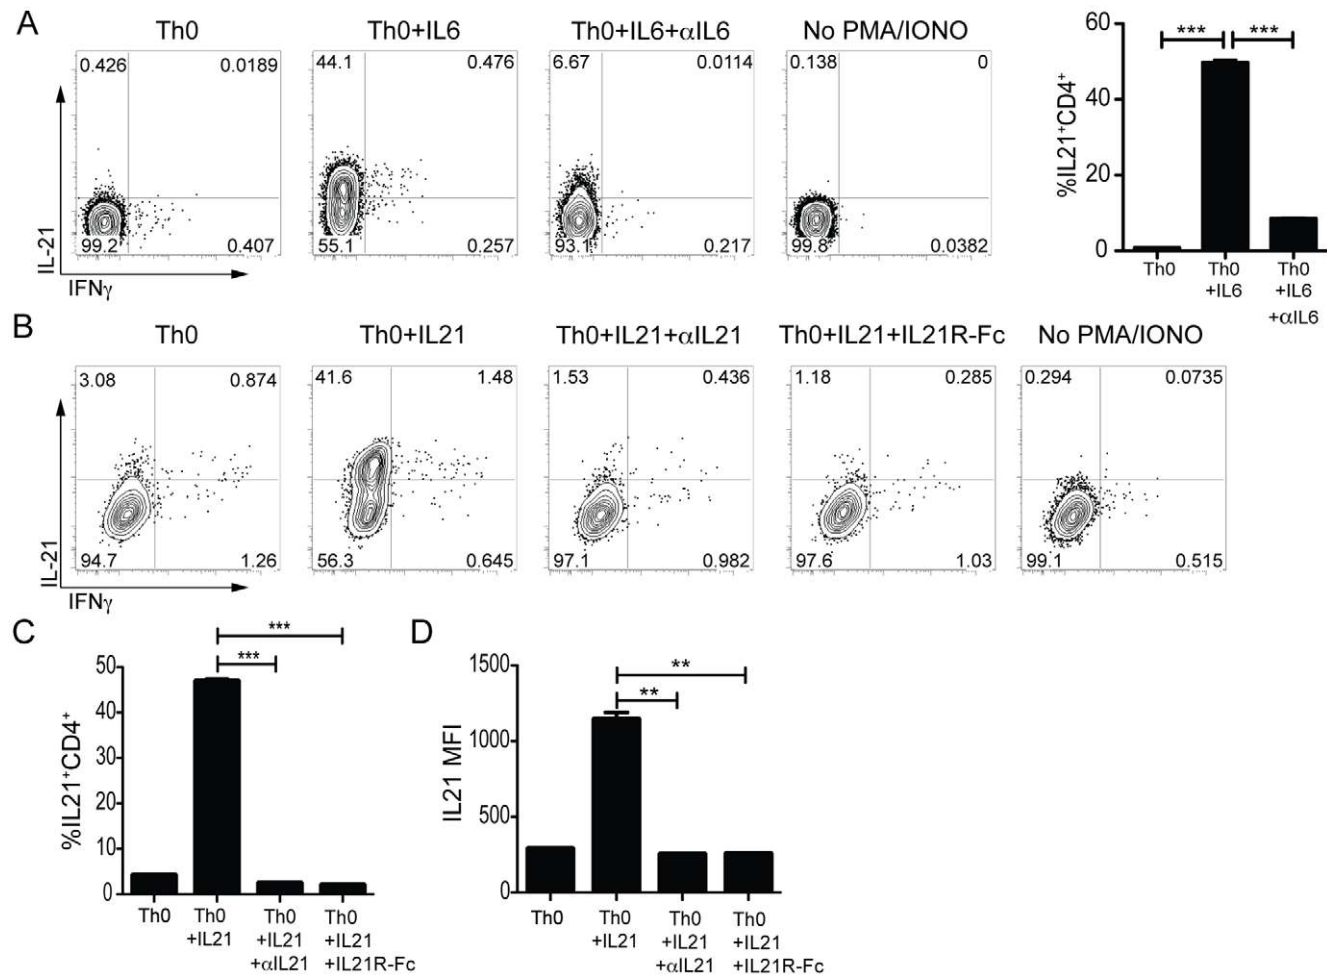 A
Th0
Th0+IL6
Th0+IL6+αIL6
No PMA/IONO
0.426 0.0189
99.2 0.407
44.1 0.476
55.1 0.257
6.67 0.0114
93.1 0.217
0.138 0
99.8 0.0382
IL-21
IFNγ
%IL21⁺CD4⁺
60
40
20
0
*** ***
Th0
Th0
+IL6
Th0
+IL6
+αIL6
B
Th0
Th0+IL21
Th0+IL21+αIL21
Th0+IL21+IL21R-Fc
No PMA/IONO
3.08 0.874
94.7 1.26
41.6 1.48
56.3 0.645
1.53 0.436
97.1 0.982
1.18 0.285
97.6 1.03
0.294 0.0735
99.1 0.515
IL-21
IFNγ
C
%IL21⁺CD4⁺
50
40
30
20
10
0
***
***
Th0
Th0
+IL21
Th0
+IL21
+αIL21
Th0
+IL21
+IL21R-Fc
D
IL21 MFI
1500
1000
500
0
**
**
Th0
Th0
+IL21
Th0
+IL21
+αIL21
Th0
+IL21
+IL21R-Fc